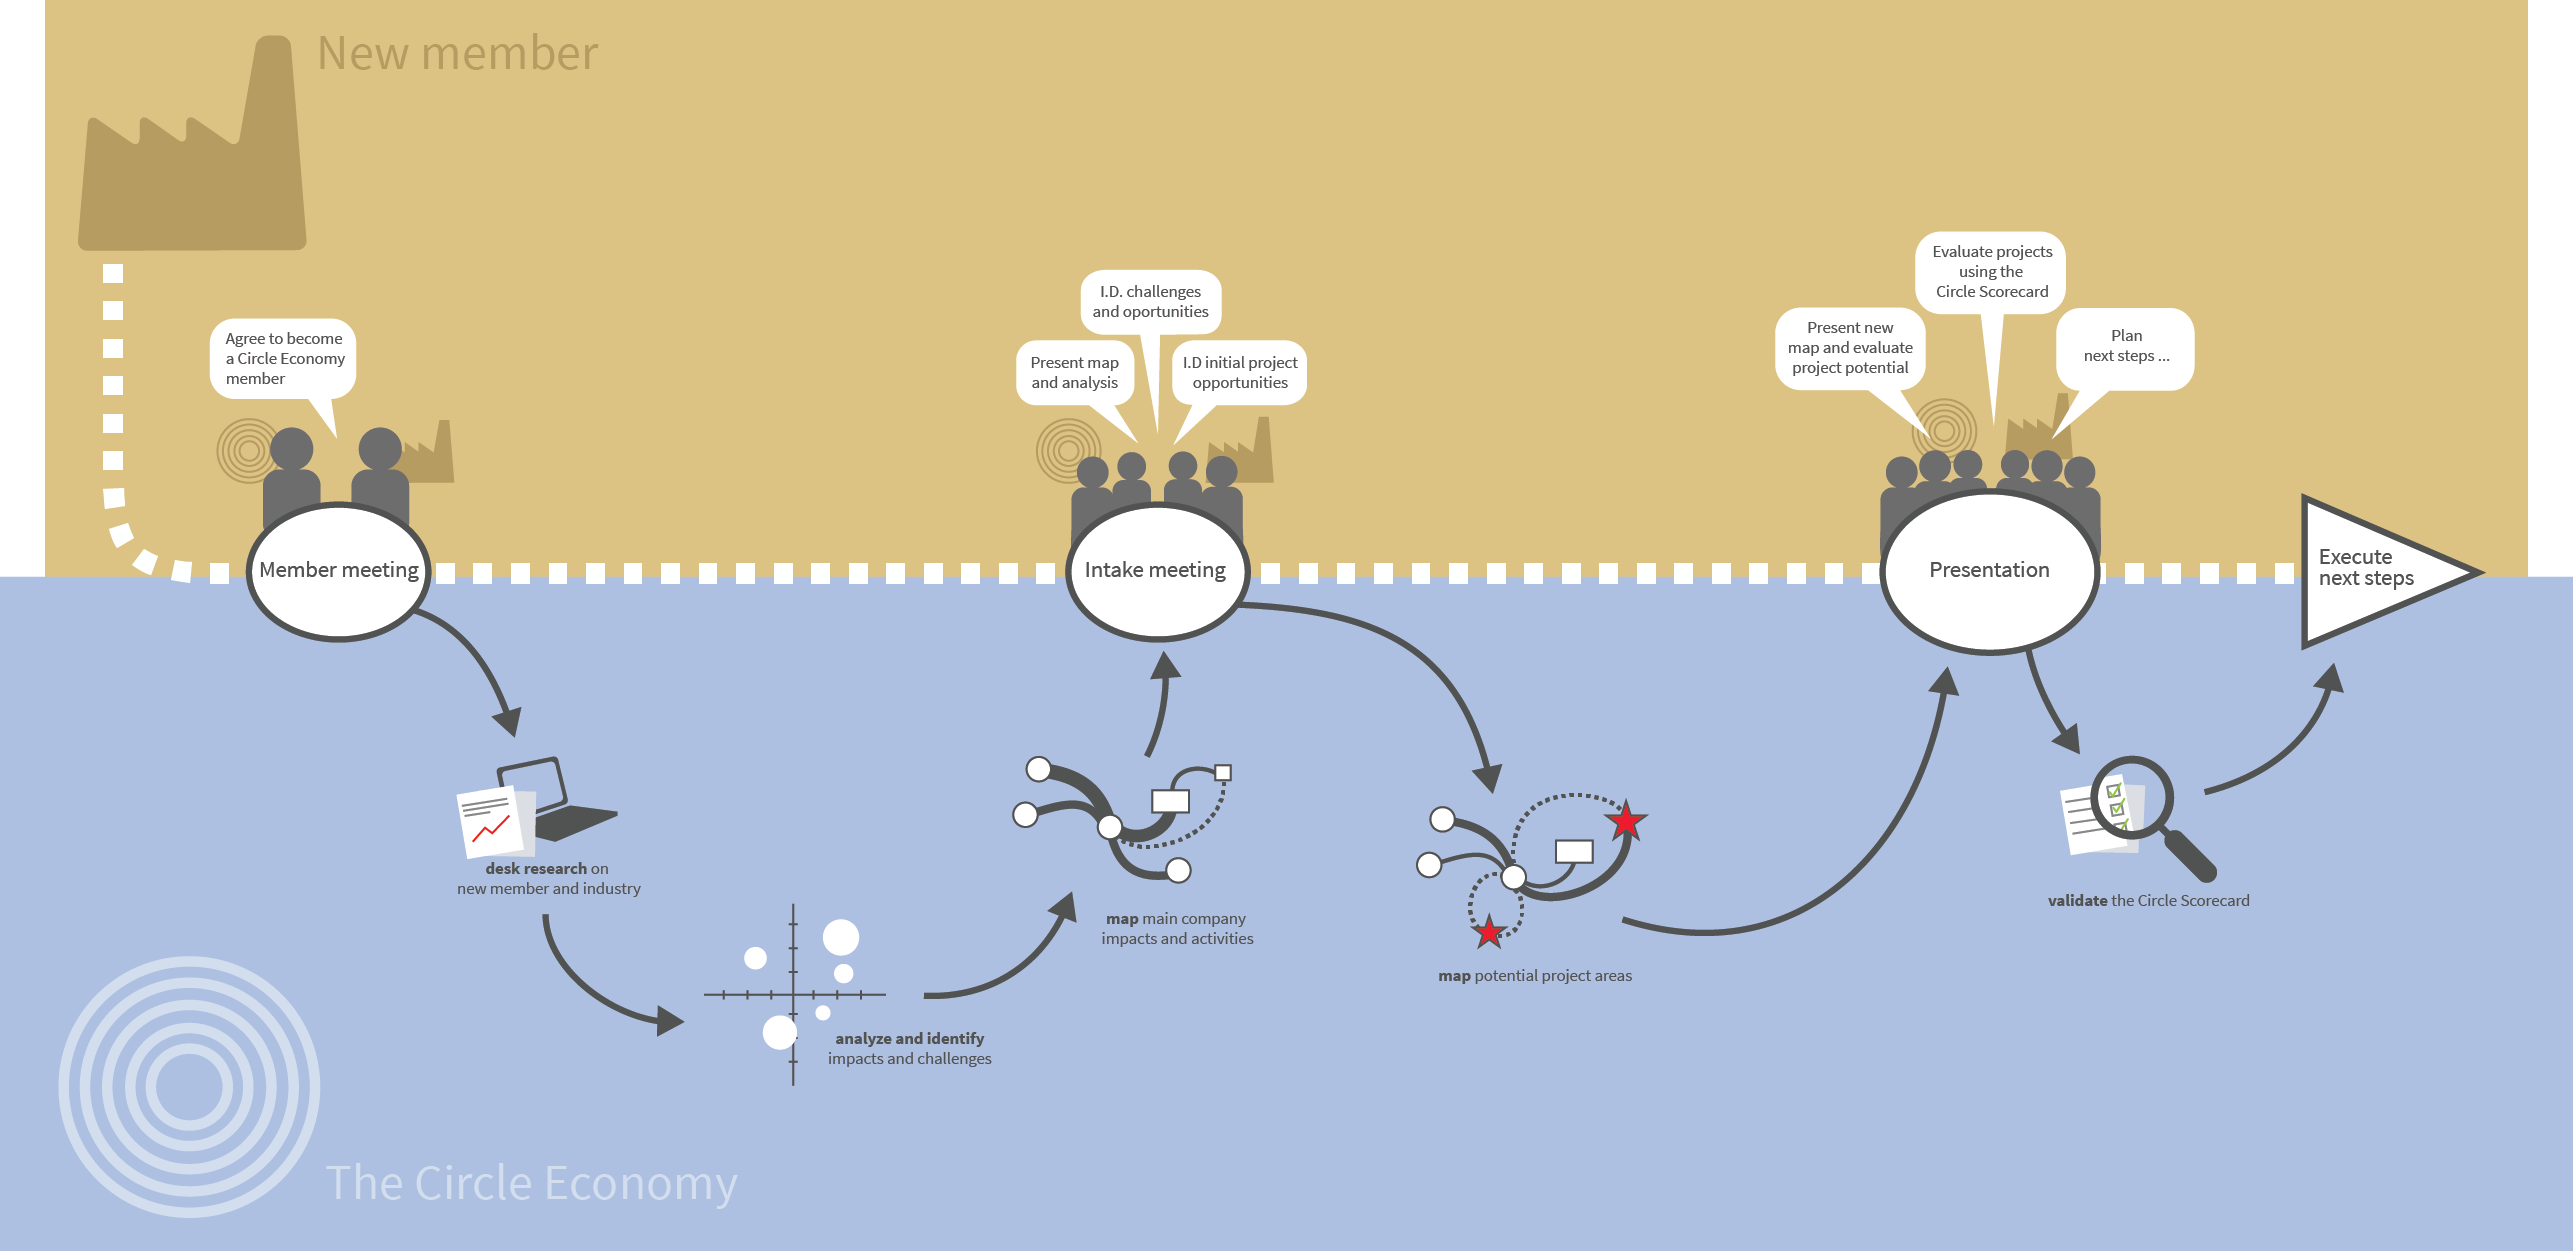 New member
Agree to become
a Circle Economy
member
I.D. challenges
and oportunities
Present map
and analysis
I.D initial project
opportunities
Evaluate projects
using the
Circle Scorecard
Present new
map and evaluate
project potential
Plan
next steps ...
Member meeting
Intake meeting
Presentation
Execute
next steps
desk research on
new member and industry
analyze and identify
impacts and challenges
map main company
impacts and activities
map potential project areas
validate the Circle Scorecard
The Circle Economy